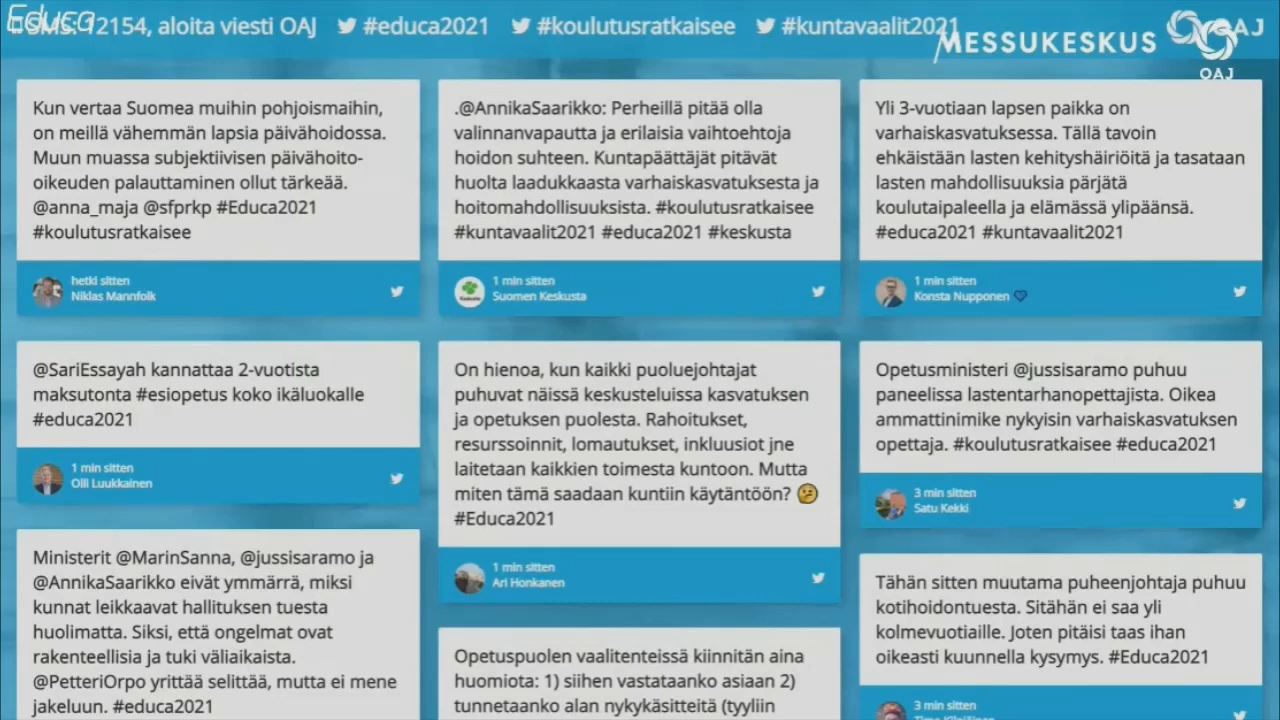 Educa
#SMS: 12154, aloita viesti OAJ #educa2021 #koulutusratkaisee #kuntavaalit2021
MESSUKESKUS
OAJ
OAJ
Kun vertaa Suomea muihin pohjoismaihin,
on meillä vähemmän lapsia päivähoidossa.
Muun muassa subjektiivisen päivähoito-
oikeuden palauttaminen ollut tärkeää.
@anna_maja @sfprkp #Educa2021
#koulutusratkaisee
hetki sitten
Niklas Mannfolk
@SariEssayah kannattaa 2-vuotista
maksutonta #esiopetus koko ikäluokalle
#educa2021
1 min sitten
Olli Luukkainen
Ministerit @MarinSanna, @jussisaramo ja
@AnnikaSaarikko eivät ymmärrä, miksi
kunnat leikkaavat hallituksen tuesta
huolimatta. Siksi, että ongelmat ovat
rakenteellisia ja tuki väliaikaista.
@PetteriOrpo yrittää selittää, mutta ei mene
jakeluun. #educa2021
.@AnnikaSaarikko: Perheillä pitää olla
valinnanvapautta ja erilaisia vaihtoehtoja
hoidon suhteen. Kuntapäättäjät pitävät
huolta laadukkaasta varhaiskasvatuksesta ja
hoitomahdollisuuksista. #koulutusratkaisee
#kuntavaalit2021 #educa2021 #keskusta
1 min sitten
Suomen Keskusta
On hienoa, kun kaikki puoluejohtajat
puhuvat näissä keskusteluissa kasvatuksen
ja opetuksen puolesta. Rahoitukset,
resurssoinnit, lomautukset, inkluusiot jne
laitetaan kaikkien toimesta kuntoon. Mutta
miten tämä saadaan kuntiin käytäntöön? 🤔
#Educa2021
1 min sitten
Ari Honkanen
Opetuspuolen vaalitenteissä kiinnitän aina
huomiota: 1) siihen vastataanko asiaan 2)
tunnetaanko alan nykykäsitteitä (tyyliin
Yli 3-vuotiaan lapsen paikka on
varhaiskasvatuksessa. Tällä tavoin
ehkäistään lasten kehityshäiriöitä ja tasataan
lasten mahdollisuuksia pärjätä
koulutaipaleella ja elämässä ylipäänsä.
#educa2021 #kuntavaalit2021
1 min sitten
Konsta Nupponen 💙
Opetusministeri @jussisaramo puhuu
paneelissa lastentarhanopettajista. Oikea
ammattinimike nykyisin varhaiskasvatuksen
opettaja. #koulutusratkaisee #educa2021
3 min sitten
Satu Kekki
Tähän sitten muutama puheenjohtaja puhuu
kotihoidontuesta. Sitähän ei saa yli
kolmevuotiaille. Joten pitäisi taas ihan
oikeasti kuunnella kysymys. #Educa2021
3 min sitten